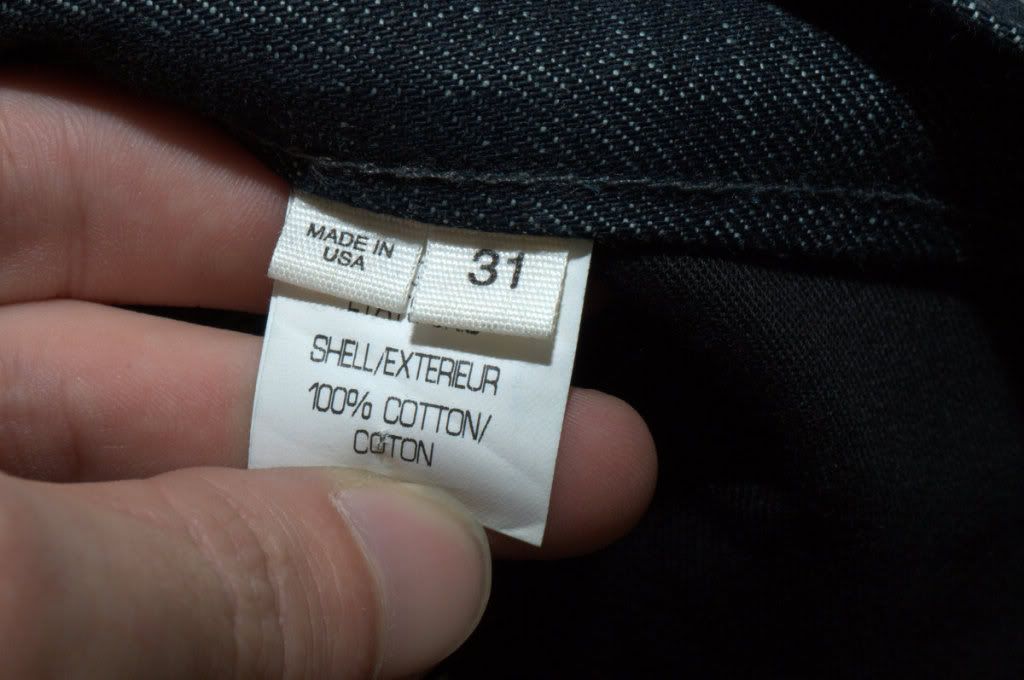 MADE IN
USA
31
SHELL/EXTERIEUR
100% COTTON/
COTON